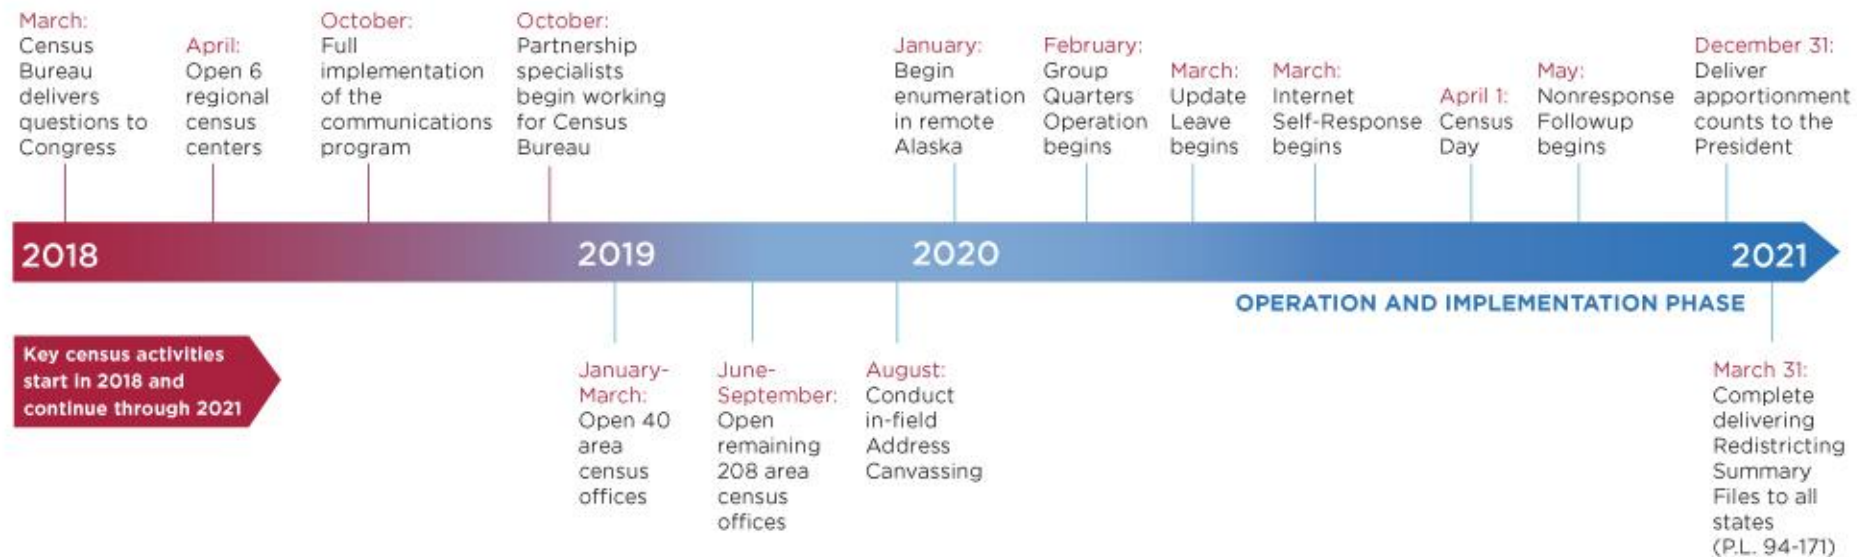 March:
Census
Bureau
delivers
questions to
Congress
April:
Open 6
regional
census
centers
October:
Full
implementation
of the
communications
program
October:
Partnership
specialists
begin working
for Census
Bureau
January:
Begin
enumeration
in remote
Alaska
February:
Group
Quarters
Operation
begins
March:
Update
Leave
begins
March:
Internet
Self-Response
begins
April 1:
Census
Day
May:
Nonresponse
Followup
begins
December 31:
Deliver
apportionment
counts to the
President
2018
2019
2020
2021
OPERATION AND IMPLEMENTATION PHASE
Key census activities
start in 2018 and
continue through 2021
January-
March:
Open 40
area
census
offices
June-
September:
Open
remaining
208 area
census
offices
August:
Conduct
in-field
Address
Canvassing
March 31:
Complete
delivering
Redistricting
Summary
Files to all
states
(P.L. 94-171)